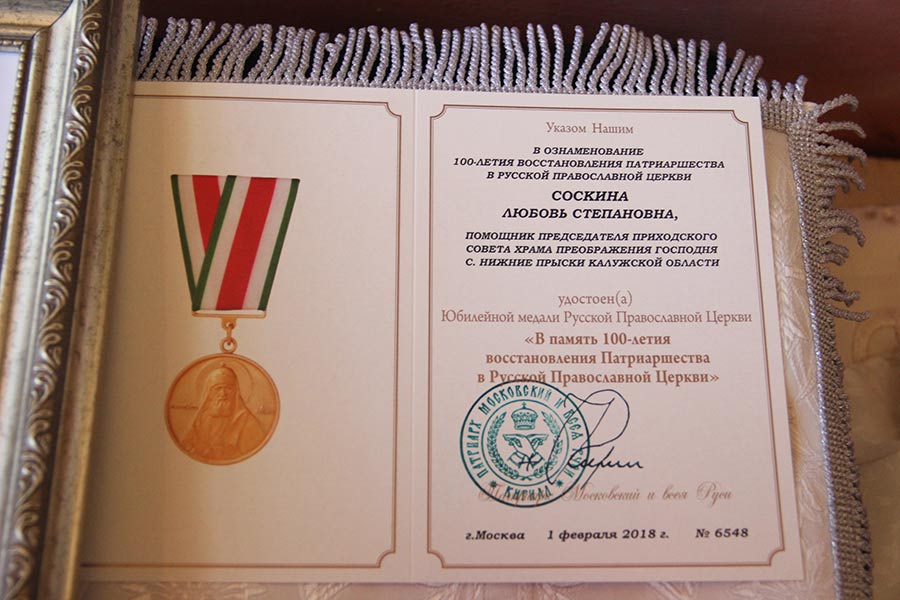 Указом Нашим
В ОЗНАМЕНОВАНИЕ
100-ЛЕТИЯ ВОССТАНОВЛЕНИЯ ПАТРИАРШЕСТВА
В РУССКОЙ ПРАВОСЛАВНОЙ ЦЕРКВИ
СОСКИНА
ЛЮБОВЬ СТЕПАНОВНА,
ПОМОЩНИК ПРЕДСЕДАТЕЛЯ ПРИХОДСКОГО
СОВЕТА ХРАМА ПРЕОБРАЖЕНИЯ ГОСПОДНЯ
С. НИЖНИЕ ПРЫСКИ КАЛУЖСКОЙ ОБЛАСТИ
удостоен(а)
Юбилейной медали Русской Православной Церкви
«В память 100-летия
восстановления Патриаршества
в Русской Православной Церкви»
ПАТРИАРХ МОСКОВСКИЙ И ВСЕЯ РУСИ
* КИРИЛЛ *
Патриарх Московский и всея Руси
г.Москва 1 февраля 2018 г. № 6548